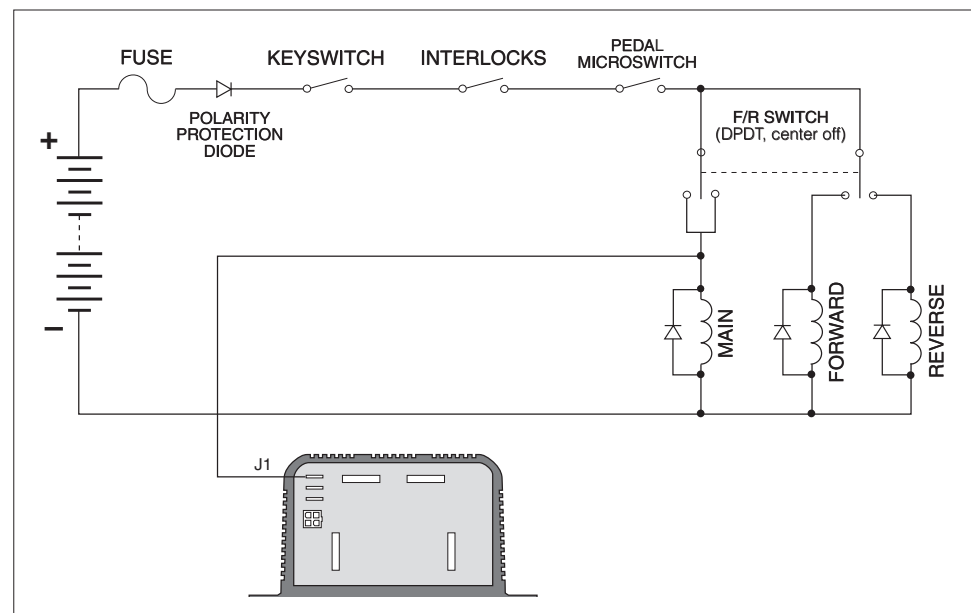 FUSE
KEYSWITCH
INTERLOCKS
PEDAL
MICROSWITCH
POLARITY
PROTECTION
DIODE
F/R SWITCH
(DPDT, center off)
+
–
MAIN
FORWARD
REVERSE
J1